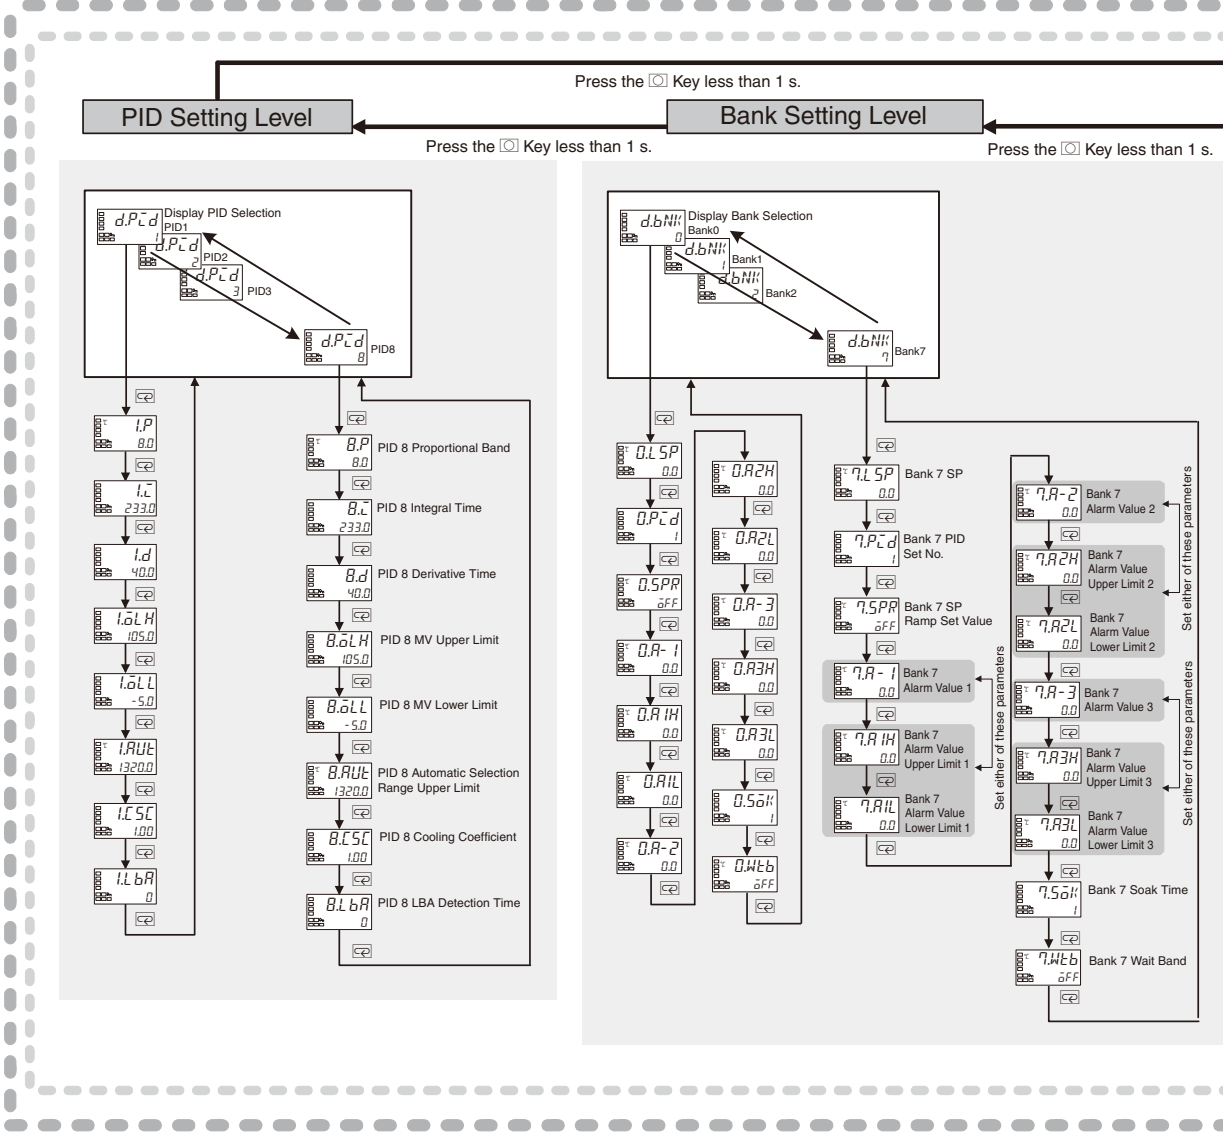 Press the Key less than 1 s.
PID Setting Level
Bank Setting Level
Press the Key less than 1 s.
Press the Key less than 1 s.
d.Pid
1
Display PID Selection
PID1
d.Pid
2
PID2
d.Pid
3
PID3
d.Pid
8
PID8
1.P
8.0
1.i
233.0
1.d
40.0
1.oLH
105.0
1.oLL
-5.0
1.AUt
1320.0
1.CSC
1.00
1.LbA
0
8.P
8.0
PID 8 Proportional Band
8.i
233.0
PID 8 Integral Time
8.d
40.0
PID 8 Derivative Time
8.oLH
105.0
PID 8 MV Upper Limit
8.oLL
-5.0
PID 8 MV Lower Limit
8.AUt
1320.0
PID 8 Automatic Selection
Range Upper Limit
8.CSC
1.00
PID 8 Cooling Coefficient
8.LbA
0
PID 8 LBA Detection Time
d.bNK
0
Display Bank Selection
Bank0
d.bNK
1
Bank1
d.bNK
2
Bank2
d.bNK
7
Bank7
0.LSP
0.0
0.Pid
1
0.SPR
oFF
0.A-1
0.0
0.A1H
0.0
0.A1L
0.0
0.A-2
0.0
0.A2H
0.0
0.A2L
0.0
0.A-3
0.0
0.A3H
0.0
0.A3L
0.0
0.SoK
1
0.Wtb
oFF
7.LSP
0.0
Bank 7 SP
7.Pid
1
Bank 7 PID
Set No.
7.SPR
oFF
Bank 7 SP
Ramp Set Value
7.A-1
0.0
Bank 7
Alarm Value 1
7.A1H
0.0
Bank 7
Alarm Value
Upper Limit 1
7.A1L
0.0
Bank 7
Alarm Value
Lower Limit 1
Set either of these parameters
7.A-2
0.0
Bank 7
Alarm Value 2
7.A2H
0.0
Bank 7
Alarm Value
Upper Limit 2
7.A2L
0.0
Bank 7
Alarm Value
Lower Limit 2
Set either of these parameters
7.A-3
0.0
Bank 7
Alarm Value 3
7.A3H
0.0
Bank 7
Alarm Value
Upper Limit 3
7.A3L
0.0
Bank 7
Alarm Value
Lower Limit 3
Set either of these parameters
7.SoK
1
Bank 7 Soak Time
7.Wtb
oFF
Bank 7 Wait Band